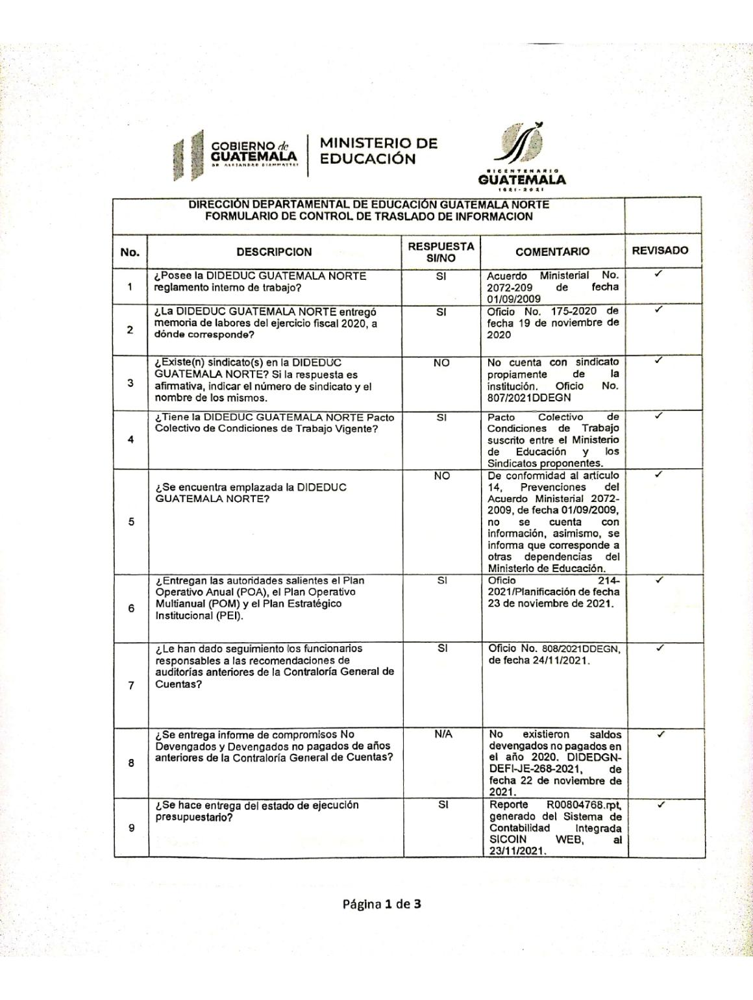 GOBIERNO de
GUATEMALA
DR. ALEJANDRO GIAMMATTEI
MINISTERIO DE
EDUCACIÓN
BICENTENARIO
GUATEMALA
1821-2021
DIRECCIÓN DEPARTAMENTAL DE EDUCACIÓN GUATEMALA NORTE
FORMULARIO DE CONTROL DE TRASLADO DE INFORMACION
No.
DESCRIPCION
RESPUESTA
SI/NO
COMENTARIO
REVISADO
1
¿Posee la DIDEDUC GUATEMALA NORTE
reglamento interno de trabajo?
SI
Acuerdo Ministerial No.
2072-209 de fecha
01/09/2009
✓
2
¿La DIDEDUC GUATEMALA NORTE entregó
memoria de labores del ejercicio fiscal 2020, a
dónde corresponde?
SI
Oficio No. 175-2020 de
fecha 19 de noviembre de
2020
✓
3
¿Existe(n) sindicato(s) en la DIDEDUC
GUATEMALA NORTE? Si la respuesta es
afirmativa, indicar el número de sindicato y el
nombre de los mismos.
NO
No cuenta con sindicato
propiamente de la
institución. Oficio No.
807/2021DDEGN
✓
4
¿Tiene la DIDEDUC GUATEMALA NORTE Pacto
Colectivo de Condiciones de Trabajo Vigente?
SI
Pacto Colectivo de
Condiciones de Trabajo
suscrito entre el Ministerio
de Educación y los
Sindicatos proponentes.
✓
5
¿Se encuentra emplazada la DIDEDUC
GUATEMALA NORTE?
NO
De conformidad al artículo
14, Prevenciones del
Acuerdo Ministerial 2072-
2009, de fecha 01/09/2009,
no se cuenta con
información, asimismo, se
informa que corresponde a
otras dependencias del
Ministerio de Educación.
✓
6
¿Entregan las autoridades salientes el Plan
Operativo Anual (POA), el Plan Operativo
Multianual (POM) y el Plan Estratégico
Institucional (PEI).
SI
Oficio 214-
2021/Planificación de fecha
23 de noviembre de 2021.
✓
7
¿Le han dado seguimiento los funcionarios
responsables a las recomendaciones de
auditorías anteriores de la Contraloría General de
Cuentas?
SI
Oficio No. 808/2021DDEGN,
de fecha 24/11/2021.
✓
8
¿Se entrega informe de compromisos No
Devengados y Devengados no pagados de años
anteriores de la Contraloría General de Cuentas?
N/A
No existieron saldos
devengados no pagados en
el año 2020. DIDEDGN-
DEFI-JE-268-2021, de
fecha 22 de noviembre de
2021.
✓
9
¿Se hace entrega del estado de ejecución
presupuestario?
SI
Reporte R00804768.rpt,
generado del Sistema de
Contabilidad Integrada
SICOIN WEB, al
23/11/2021.
✓
Página 1 de 3